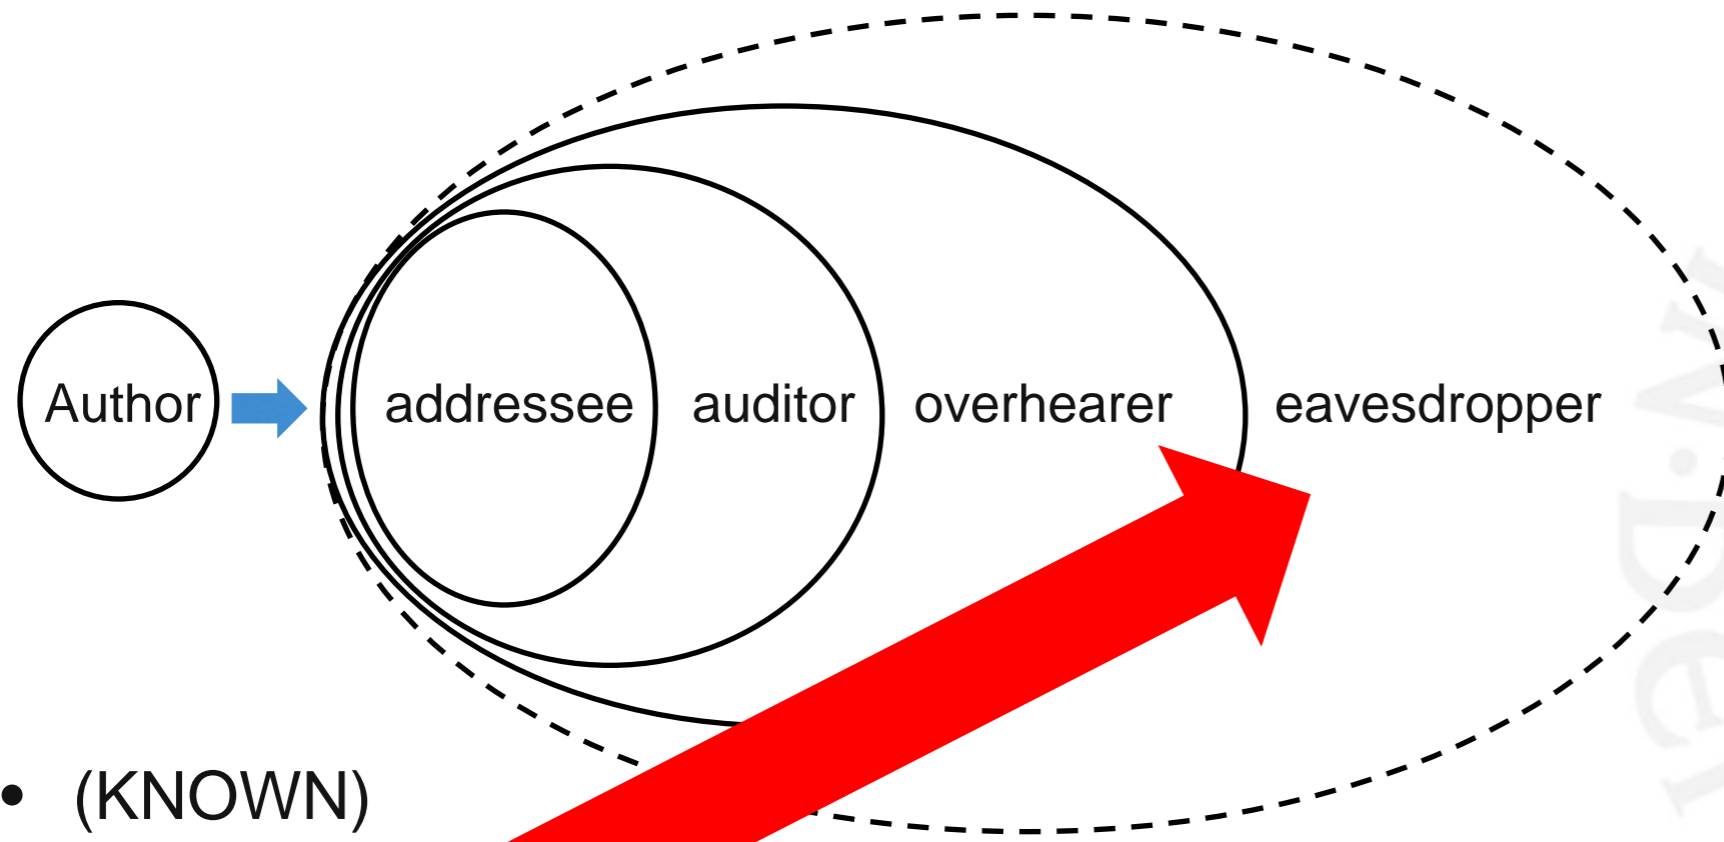 Author addressee auditor overhearer eavesdropper
• (KNOWN)